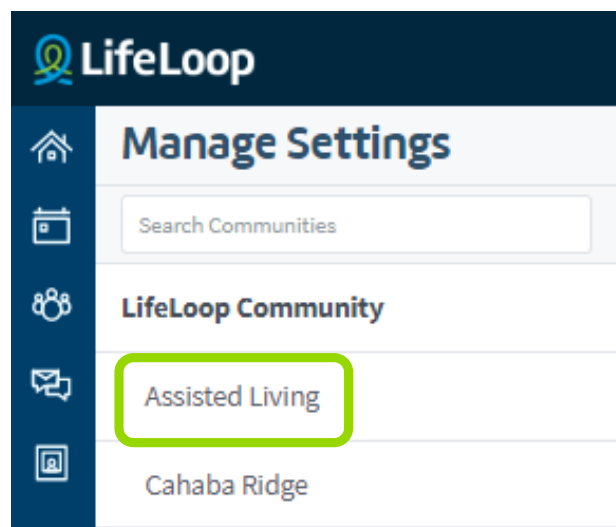 LifeLoop
Manage Settings
Search Communities
LifeLoop Community
Assisted Living
Cahaba Ridge